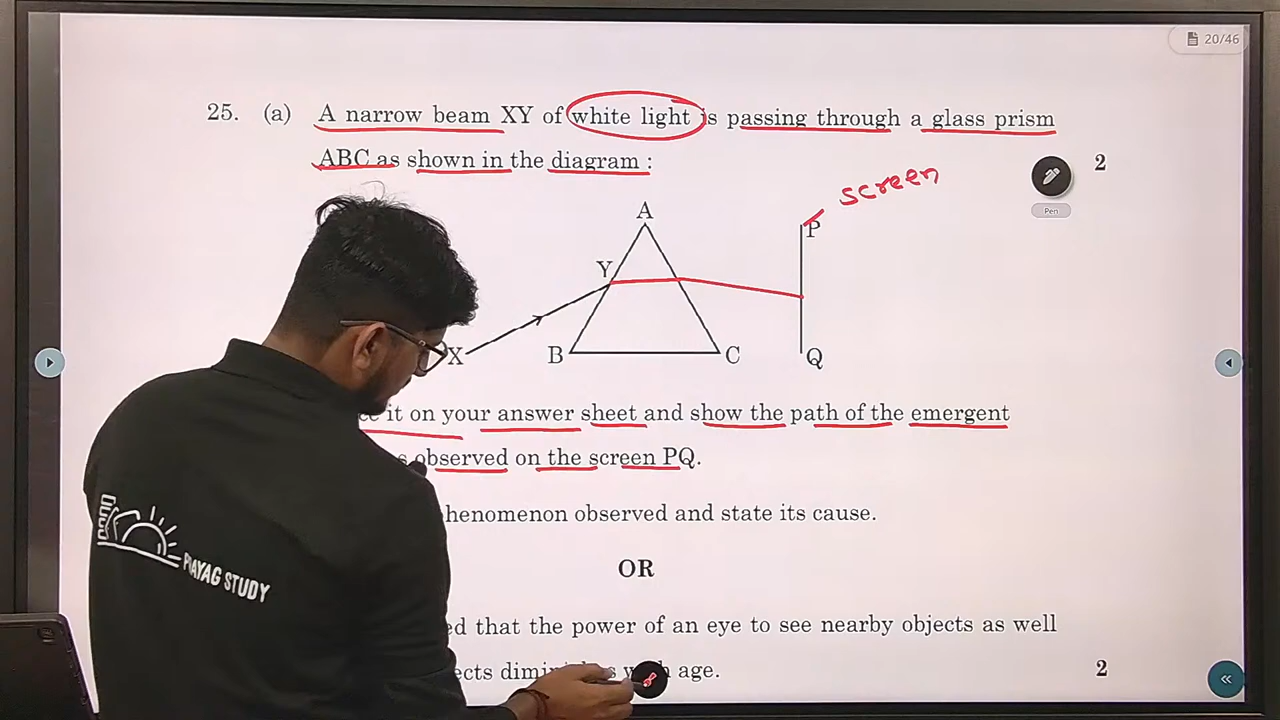 20/46
25. (a) A narrow beam XY of white light is passing through a glass prism
ABC as shown in the diagram :
2
Pen
screen
A
P
Y
X
B
C
Q
it on your answer sheet and show the path of the emergent
observed on the screen PQ.
henomenon observed and state its cause.
OR
ed that the power of an eye to see nearby objects as well
ects with age.
2
PRAYAG STUDY